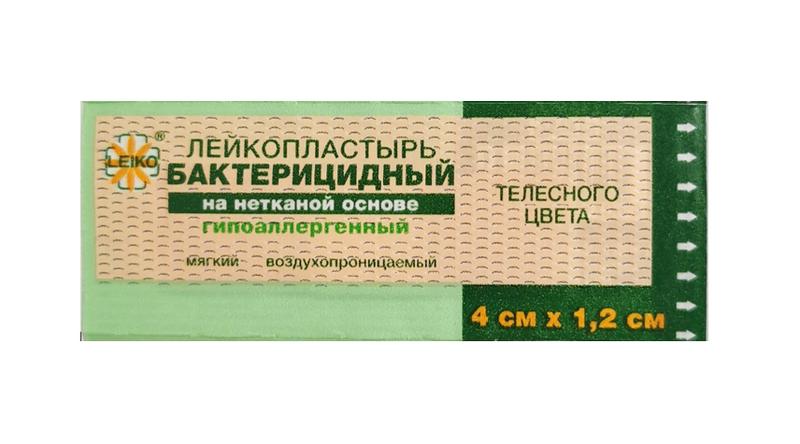 LEIKO®
ЛЕЙКОПЛАСТЫРЬ
БАКТЕРИЦИДНЫЙ
на нетканой основе
гипоаллергенный
мягкий воздухопроницаемый
ТЕЛЕСНОГО
ЦВЕТА
4 см х 1,2 см